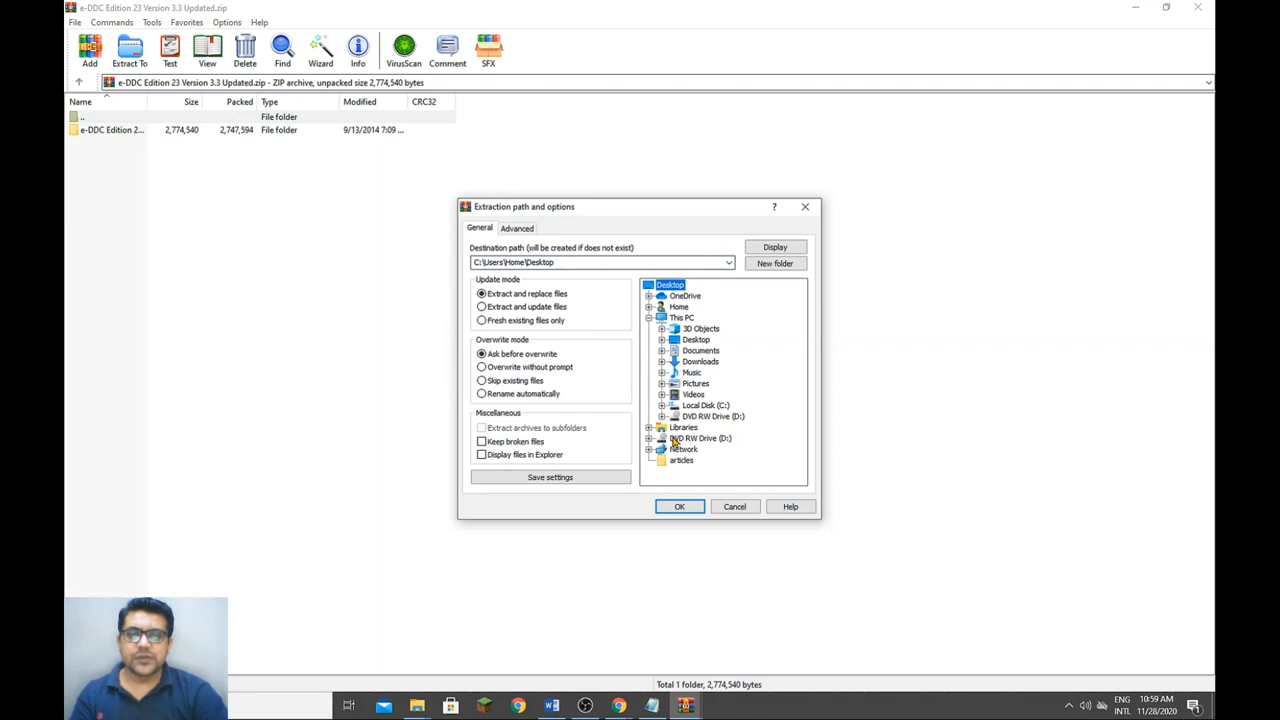 e-DDC Edition 23 Version 3.3 Updated.zip
File Commands Tools Favorites Options Help
Add Extract To Test View Delete Find Wizard Info VirusScan Comment SFX
e-DDC Edition 23 Version 3.3 Updated.zip - ZIP archive, unpacked size 2,774,540 bytes
Name Size Packed Type Modified CRC32
.. File folder
e-DDC Edition 2... 2,774,540 2,747,594 File folder 9/13/2014 7:09 ...
Extraction path and options
General Advanced
Destination path (will be created if does not exist)
Display
C:\Users\Home\Desktop
New folder
Update mode
Extract and replace files
Extract and update files
Fresh existing files only
Overwrite mode
Ask before overwrite
Overwrite without prompt
Skip existing files
Rename automatically
Miscellaneous
Extract archives to subfolders
Keep broken files
Display files in Explorer
Save settings
Desktop
OneDrive
Home
This PC
3D Objects
Desktop
Documents
Downloads
Music
Pictures
Videos
Local Disk (C:)
DVD RW Drive (D:)
Libraries
DVD RW Drive (D:)
Network
articles
OK Cancel Help
Total 1 folder, 2,774,540 bytes
ENG 10:59 AM
INTL 11/28/2020